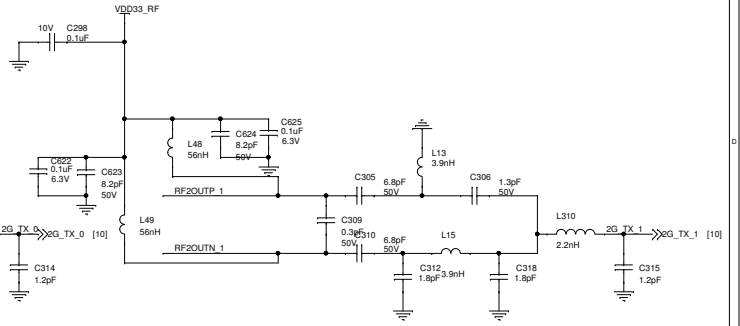 VDD33_RF
10V C298
0.1uF
C625
0.1uF
6.3V
C624
8.2pF
50V
L48
56nH
L13
3.9nH
C622
0.1uF
6.3V
C623
8.2pF
50V
C305
6.8pF
50V
C306
1.3pF
50V
RF2OUTP_1
L49
56nH
C309
0.3pF
50V
L310
2.2nH
2G_TX_0
2G_TX_0 [10]
2G_TX_1
2G_TX_1 [10]
RF2OUTN_1
C310
6.8pF
50V
L15
3.9nH
C314
1.2pF
C312
1.8pF
C318
1.8pF
C315
1.2pF
D